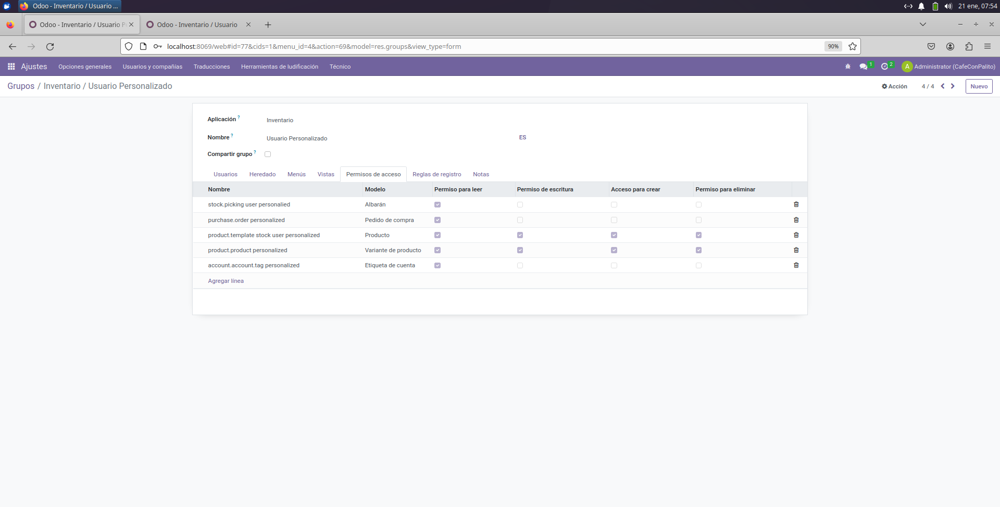 Odoo - Inventario / Usuario ...
21 ene, 07:54
Odoo - Inventario / Usuario P
Odoo - Inventario / Usuario
localhost:8069/web#id=77&cids=1&menu_id=4&action=69&model=res.groups&view_type=form
90%
Ajustes Opciones generales Usuarios y compañías Traducciones Herramientas de ludificación Técnico
1 2 A Administrator (CafeConPalito)
Grupos / Inventario / Usuario Personalizado
Acción 4 / 4 Nuevo
Aplicación ? Inventario
Nombre ? Usuario Personalizado ES
Compartir grupo ?
Usuarios Heredado Menús Vistas Permisos de acceso Reglas de registro Notas
Nombre Modelo Permiso para leer Permiso de escritura Acceso para crear Permiso para eliminar
stock.picking user personalied Albarán
purchase.order personalized Pedido de compra
product.template stock user personalized Producto
product.product personalized Variante de producto
account.account.tag personalized Etiqueta de cuenta
Agregar línea